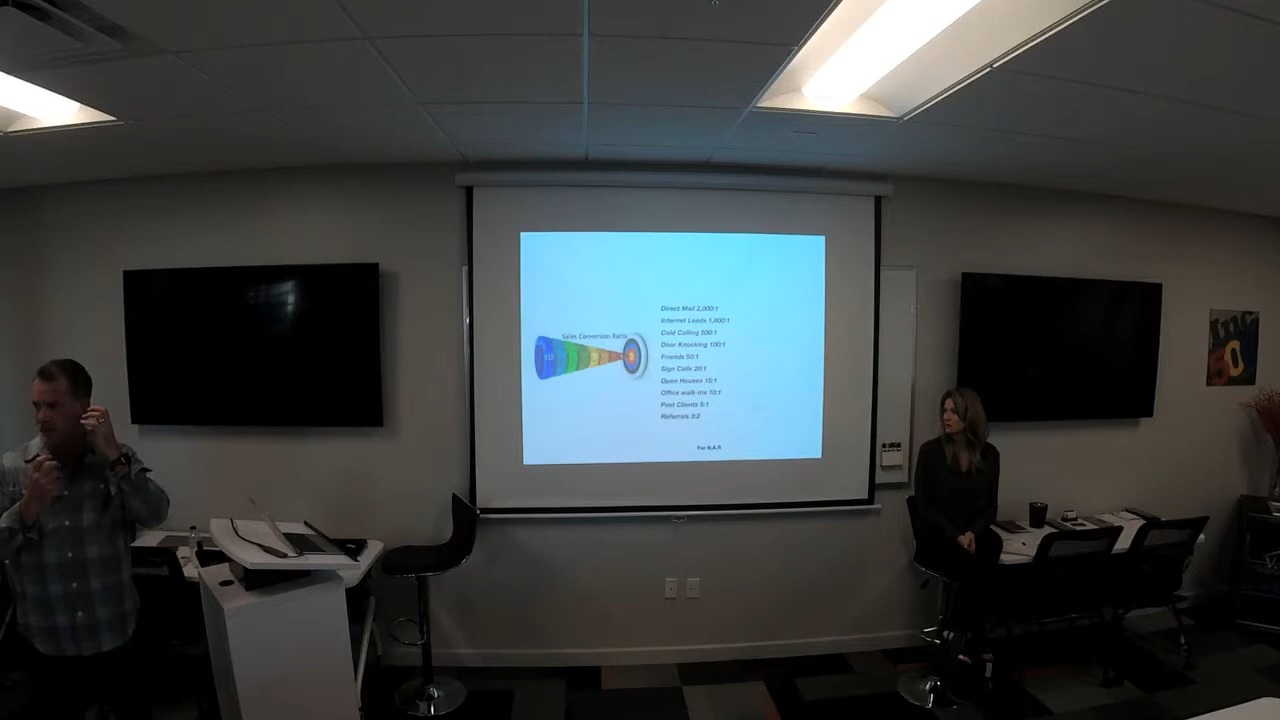 Sales Conversion Ratio
Direct Mail 2,000:1
Internet Leads 1,600:1
Cold Calling 500:1
Door Knocking 100:1
Friends 50:1
Sign Calls 20:1
Open Houses 15:1
Office walk-ins 10:1
Past Clients 5:1
Referrals 3:2
Per N.A.R